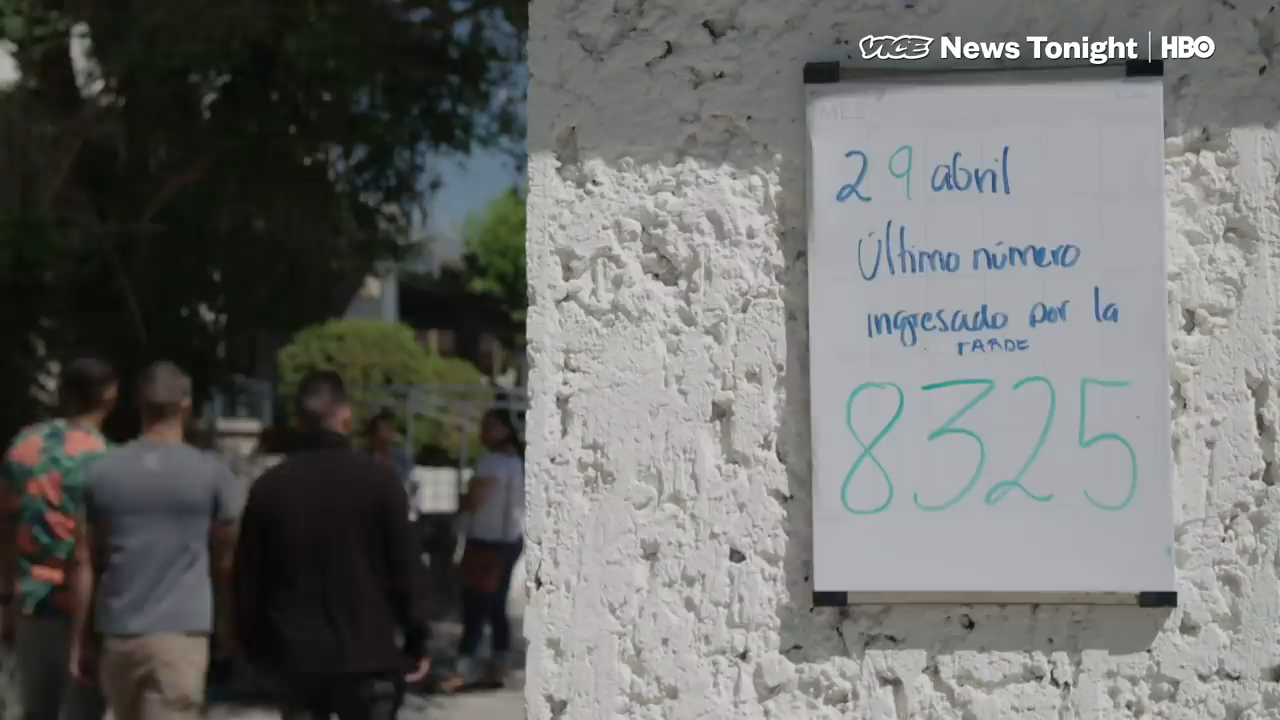 VICE News Tonight | HBO
29 abril
Último número
ingresado por la
TARDE
8325